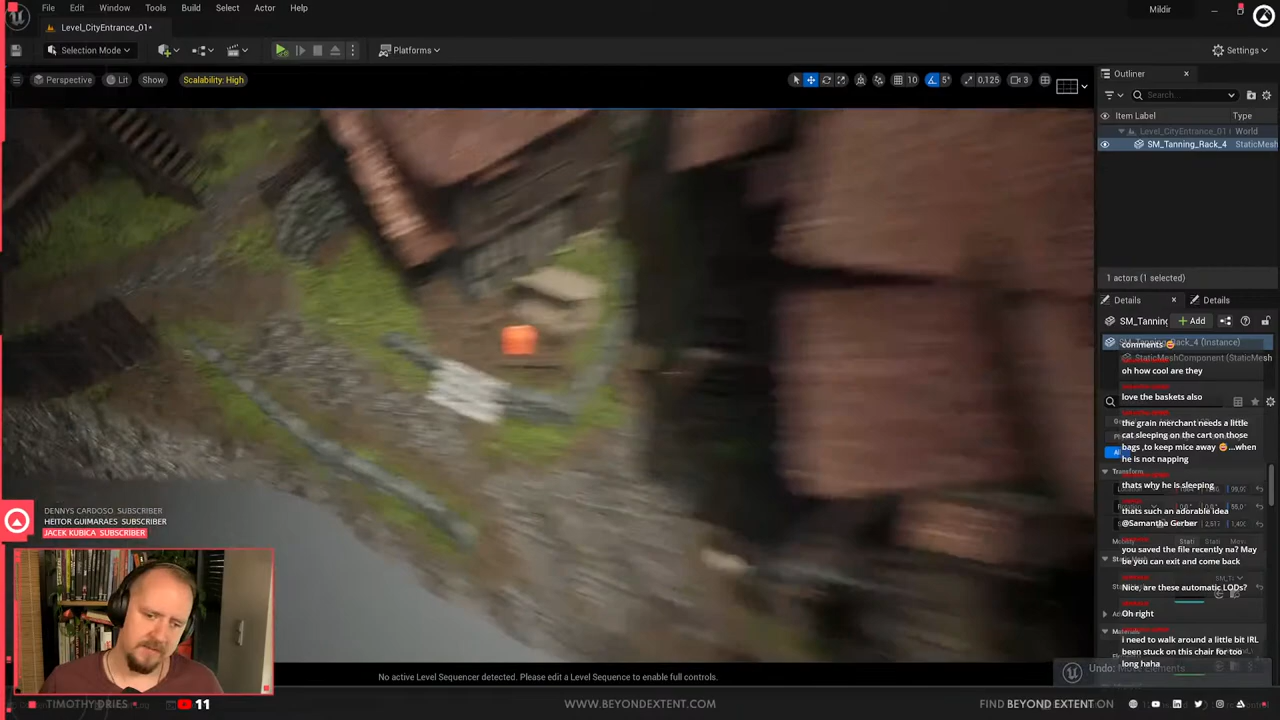 File
Edit
Window
Tools
Build
Select
Actor
Help
Mildir
Level_CityEntrance_01*
Selection Mode
Platforms
Settings
Perspective
Lit
Show
Scalability: High
10
5°
0,125
3
Outliner
Search...
Item Label
Type
Level_CityEntrance_01
World
SM_Tanning_Rack_4
StaticMesh
1 actors (1 selected)
Details
Details
SM_Tanning
Add
SM_Tanning_Rack_4 (Instance)
comments
StaticMeshComponent (StaticMesh
oh how cool are they
love the baskets also
the grain merchant needs a little
cat sleeping on the cart on those
bags ,to keep mice away 😅...when
he is not napping
Transform
thats why he is sleeping
thats such an adorable idea
@Samantha Gerber
you saved the file recently na? May
be you can exit and come back
Nice, are these automatic LODs?
Oh right
Materials
i need to walk around a little bit IRL
been stuck on this chair for too
long haha
DENNYS CARDOSO SUBSCRIBER
HEITOR GUIMARAES SUBSCRIBER
JACEK KUBICA SUBSCRIBER
No active Level Sequencer detected. Please edit a Level Sequence to enable full controls.
TIMOTHY DRIES
11
WWW.BEYONDEXTENT.COM
FIND BEYOND EXTENT ON